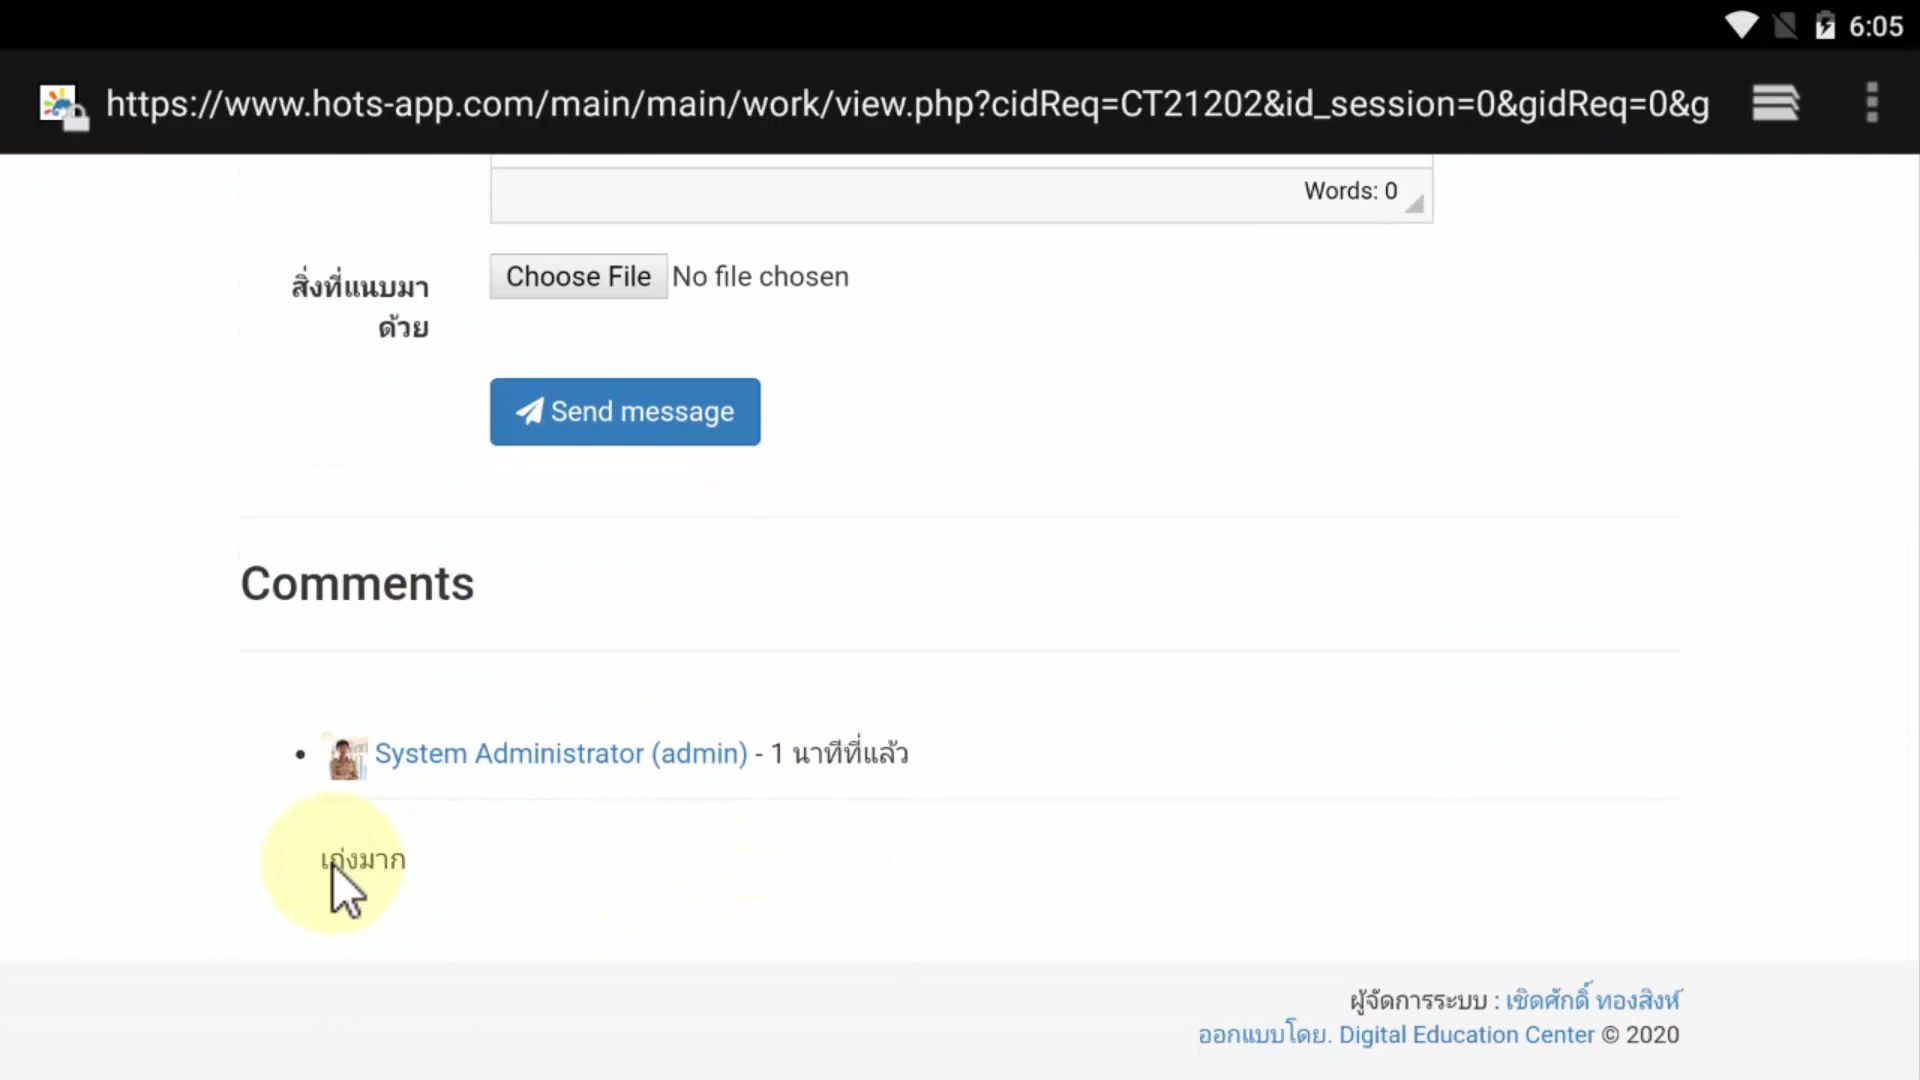 6:05
https://www.hots-app.com/main/main/work/view.php?cidReq=CT21202&id_session=0&gidReq=0&g
Words: 0
สิ่งที่แนบมา
ด้วย
Choose File No file chosen
Send message
Comments
System Administrator (admin) - 1 นาทีที่แล้ว
เก่งมาก
ผู้จัดการระบบ : เชิดศักดิ์ ทองสิงห์
ออกแบบโดย. Digital Education Center © 2020